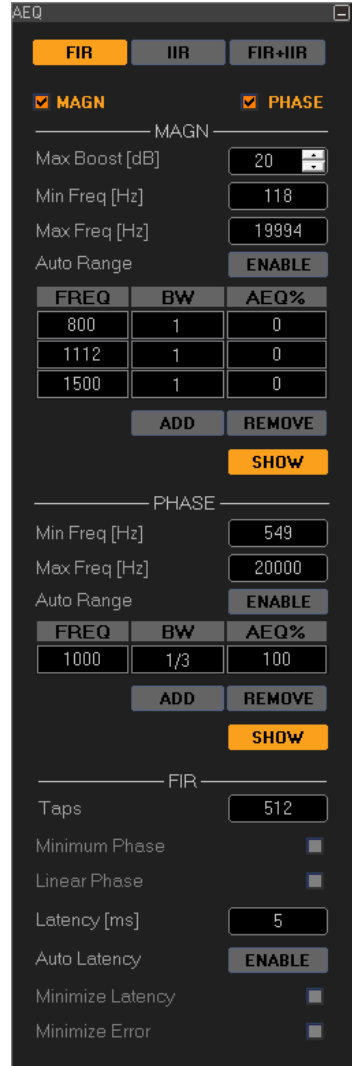 AEQ
FIR IIR FIR+IIR
MAGN PHASE
MAGN
Max Boost [dB] 20
Min Freq [Hz] 118
Max Freq [Hz] 19994
Auto Range ENABLE
FREQ BW AEQ%
800 1 0
1112 1 0
1500 1 0
ADD REMOVE
SHOW
PHASE
Min Freq [Hz] 549
Max Freq [Hz] 20000
Auto Range ENABLE
FREQ BW AEQ%
1000 1/3 100
ADD REMOVE
SHOW
FIR
Taps 512
Minimum Phase
Linear Phase
Latency [ms] 5
Auto Latency ENABLE
Minimize Latency
Minimize Error